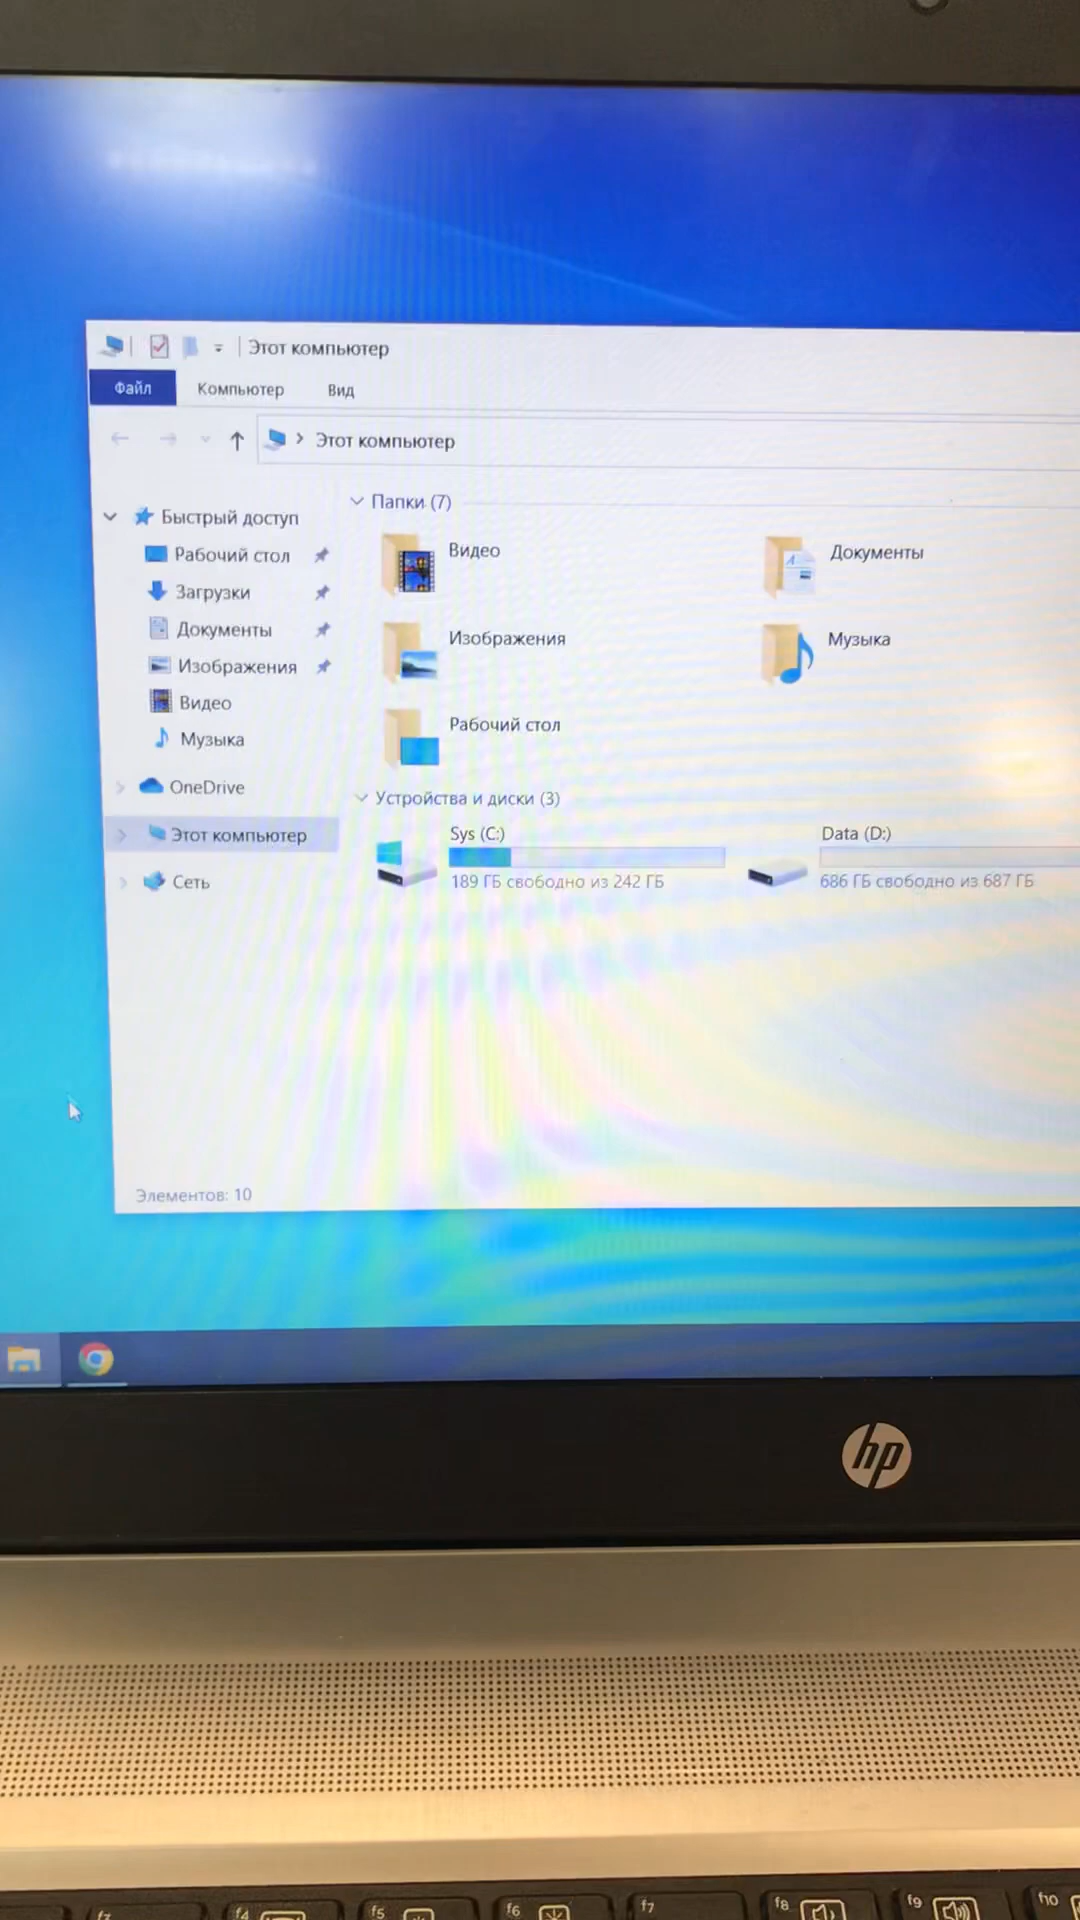 Этот компьютер
Файл Компьютер Вид
Этот компьютер
Быстрый доступ
Рабочий стол
Загрузки
Документы
Изображения
Видео
Музыка
OneDrive
Этот компьютер
Сеть
Папки (7)
Видео
Документы
Изображения
Музыка
Рабочий стол
Устройства и диски (3)
Sys (C:)
189 ГБ свободно из 242 ГБ
Data (D:)
686 ГБ свободно из 687 ГБ
Элементов: 10
hp
f4 f5 f6 f7 f8 f9 f10